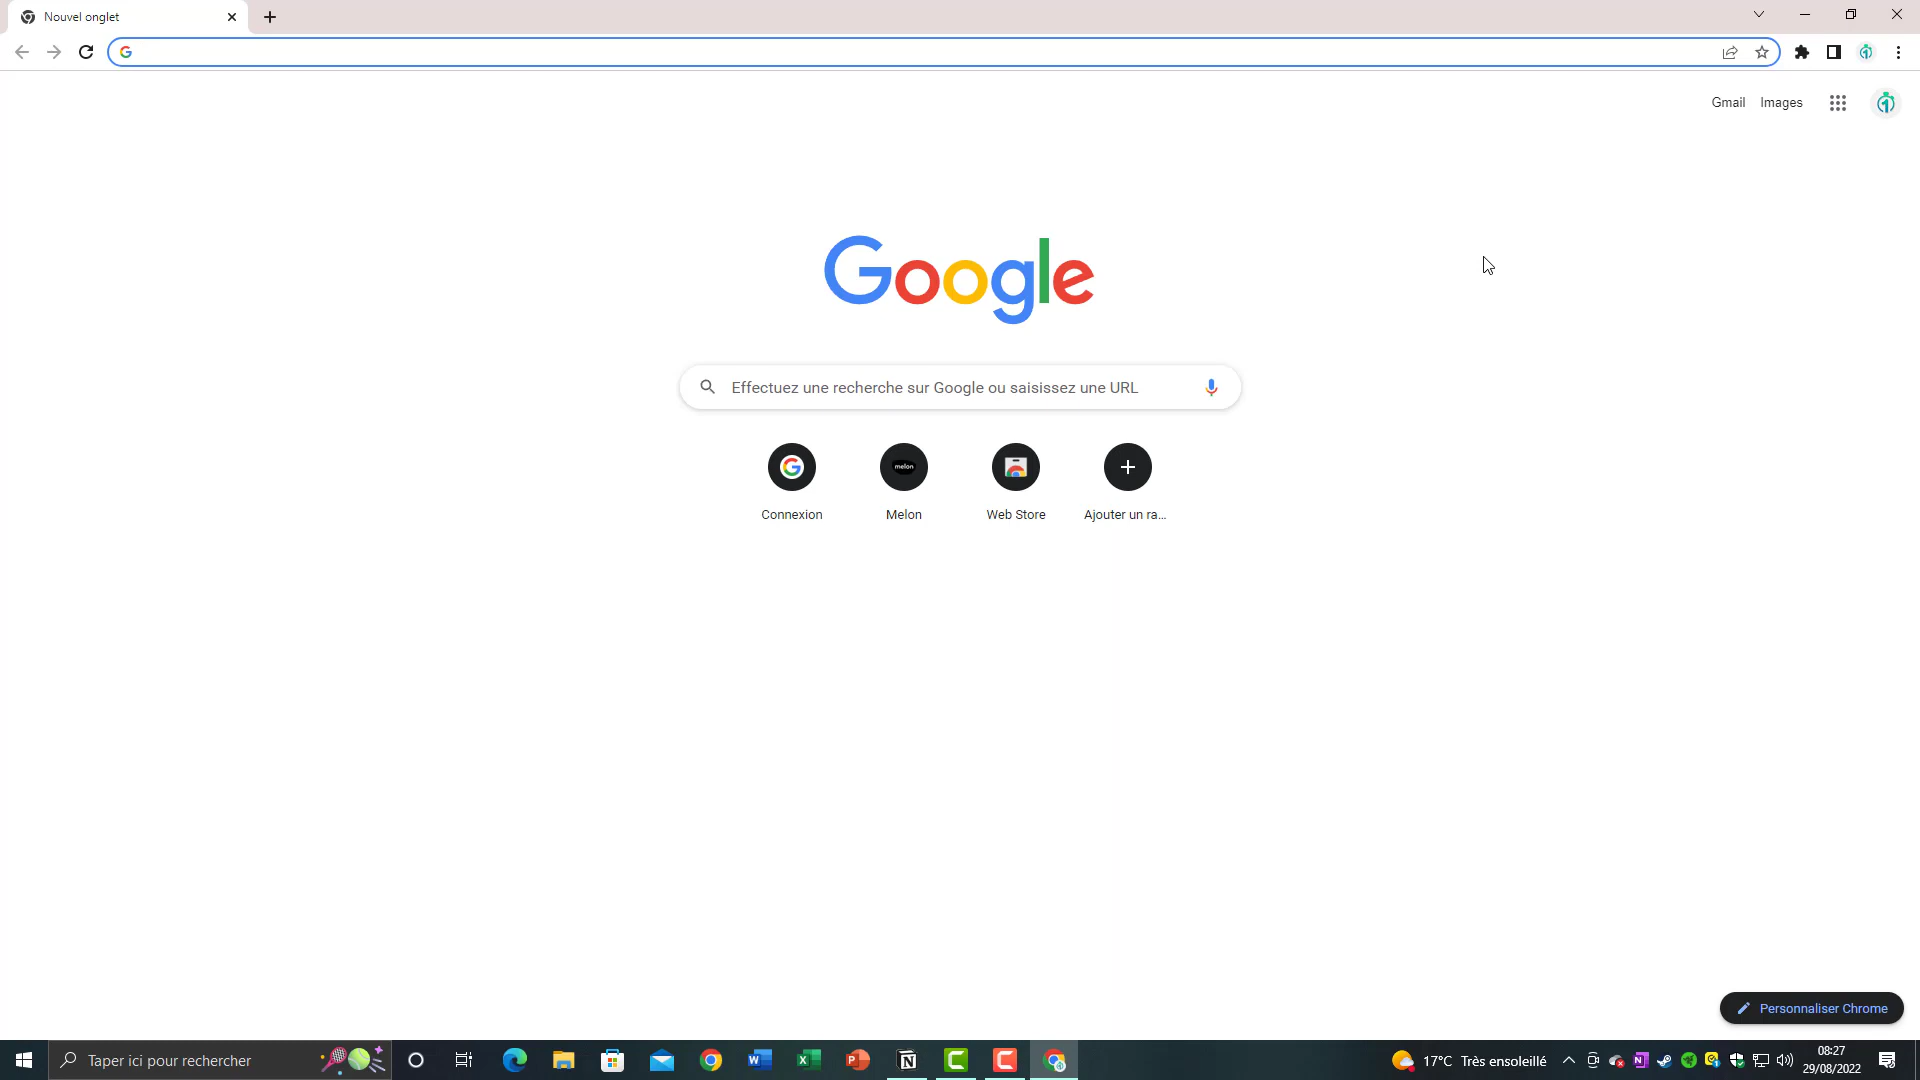 Nouvel onglet
Gmail Images
Google
Effectuez une recherche sur Google ou saisissez une URL
melon
Connexion Melon Web Store Ajouter un ra...
Personnaliser Chrome
Taper ici pour rechercher
17°C Très ensoleillé
08:27
29/08/2022